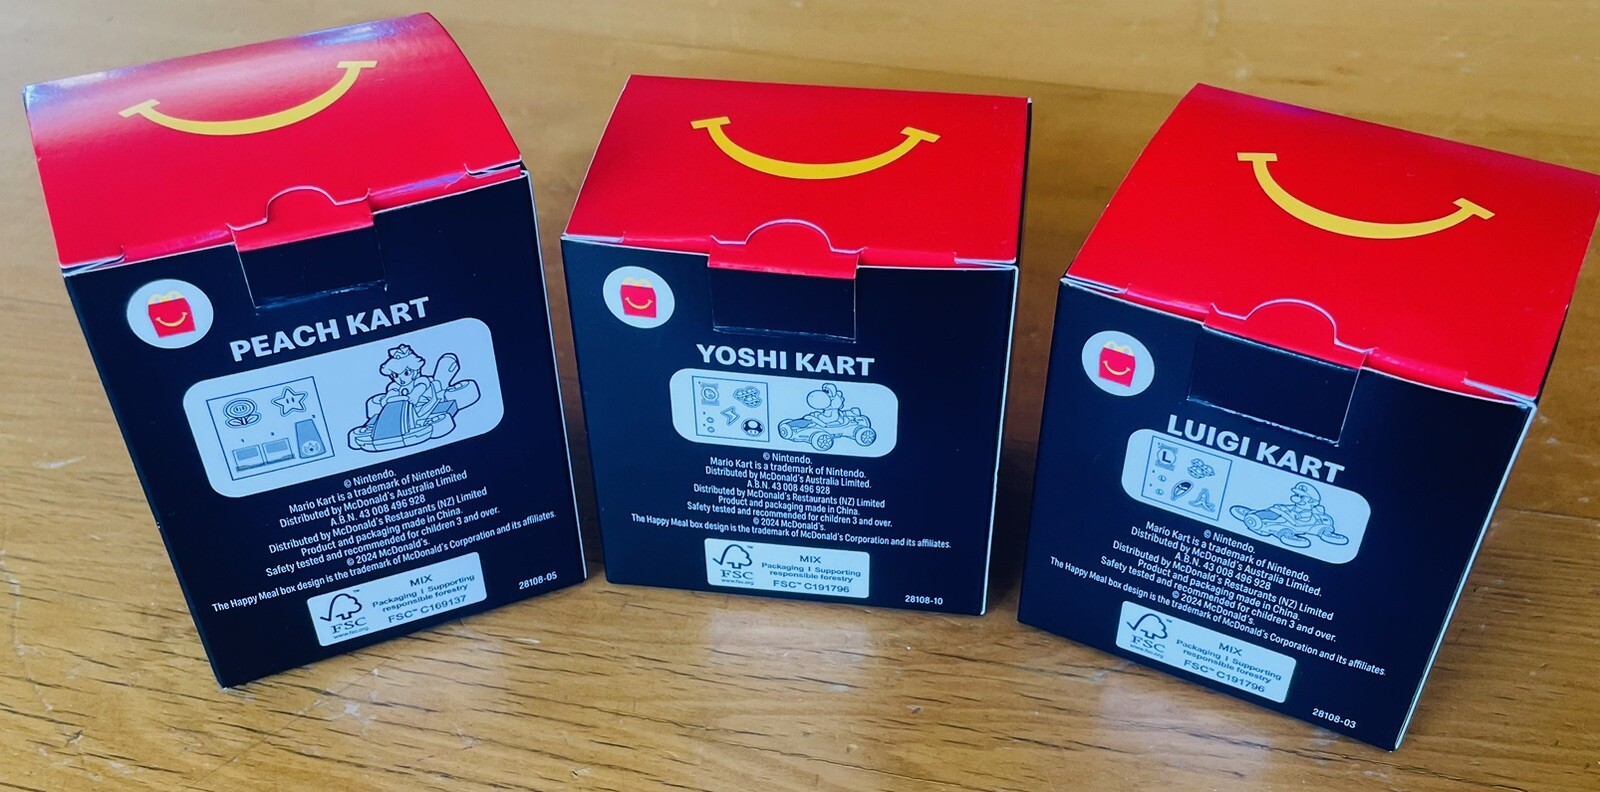 PEACH KART
© Nintendo.
Mario Kart is a trademark of Nintendo.
Distributed by McDonald's Australia Limited.
A.B.N. 43 008 496 928
Distributed by McDonald's Restaurants (NZ) Limited
Product and packaging made in China.
Safety tested and recommended for children 3 and over.
© 2024 McDonald's.
The Happy Meal box design is the trademark of McDonald's Corporation and its affiliates.
FSC™
www.fsc.org
MIX
Packaging | Supporting
responsible forestry
FSC™ C169137
28108-05
YOSHI KART
© Nintendo.
Mario Kart is a trademark of Nintendo.
Distributed by McDonald's Australia Limited.
A.B.N. 43 008 496 928
Distributed by McDonald's Restaurants (NZ) Limited
Product and packaging made in China.
Safety tested and recommended for children 3 and over.
© 2024 McDonald's.
The Happy Meal box design is the trademark of McDonald's Corporation and its affiliates.
FSC™
www.fsc.org
MIX
Packaging | Supporting
responsible forestry
FSC™ C191796
28108-10
LUIGI KART
L
© Nintendo.
Mario Kart is a trademark of Nintendo.
Distributed by McDonald's Australia Limited.
A.B.N. 43 008 496 928
Distributed by McDonald's Restaurants (NZ) Limited
Product and packaging made in China.
Safety tested and recommended for children 3 and over.
© 2024 McDonald's.
The Happy Meal box design is the trademark of McDonald's Corporation and its affiliates.
FSC™
www.fsc.org
MIX
Packaging | Supporting
responsible forestry
FSC™ C191796
28108-03